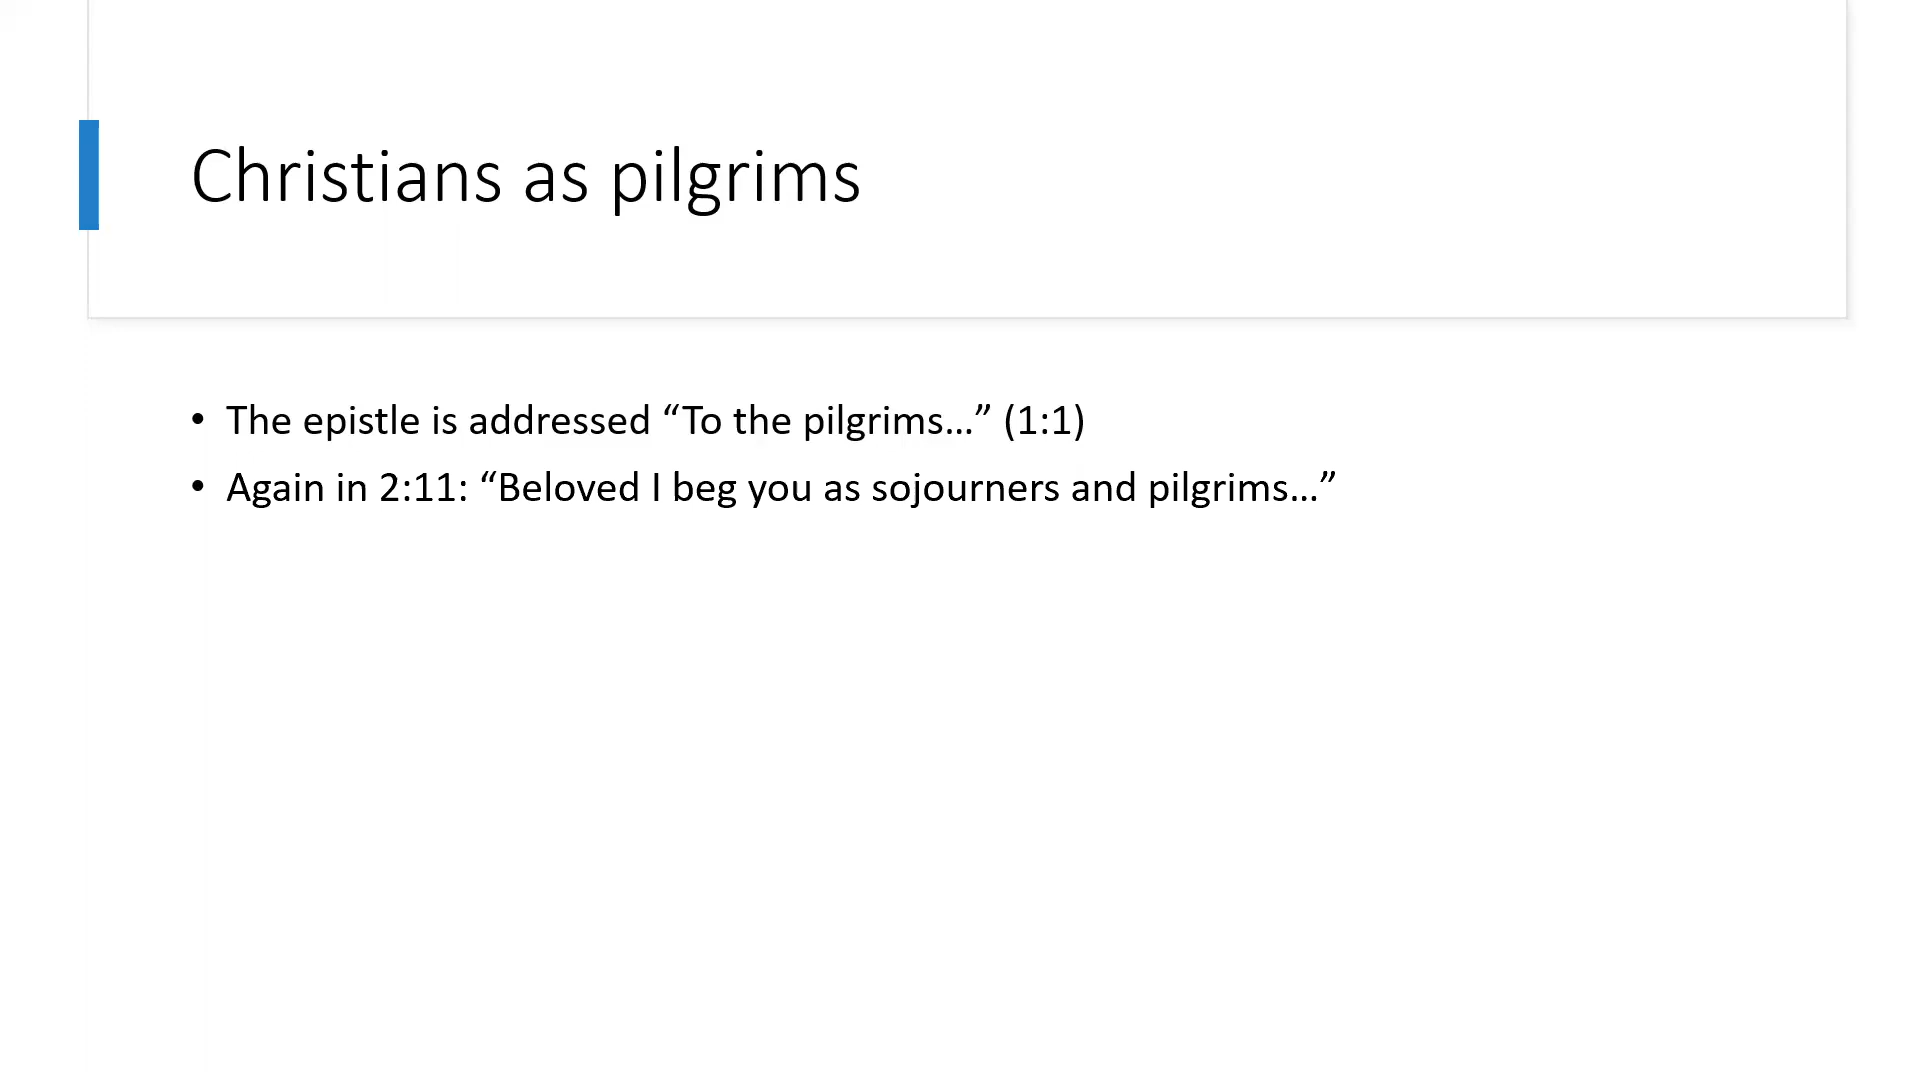 Christians as pilgrims
• The epistle is addressed “To the pilgrims…” (1:1)
• Again in 2:11: “Beloved I beg you as sojourners and pilgrims…”